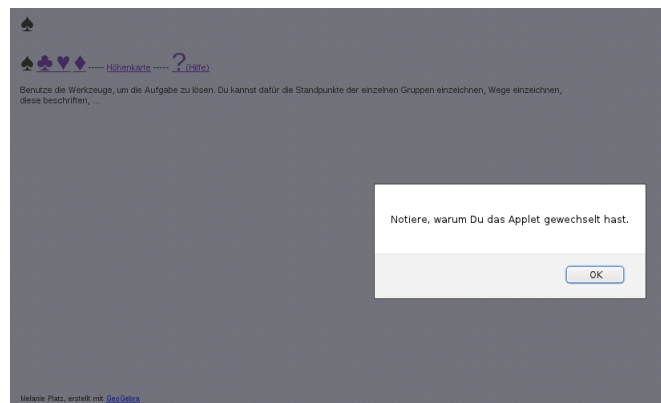 ♠
♠ ♣ ♥ ♦ ----- Höhenkarte ----- ? (Hilfe)
Benutze die Werkzeuge, um die Aufgabe zu lösen. Du kannst dafür die Standpunkte der einzelnen Gruppen einzeichnen, Wege einzeichnen,
diese beschriften, ...
Notiere, warum Du das Applet gewechselt hast.
OK
Melanie Platz, erstellt mit GeoGebra